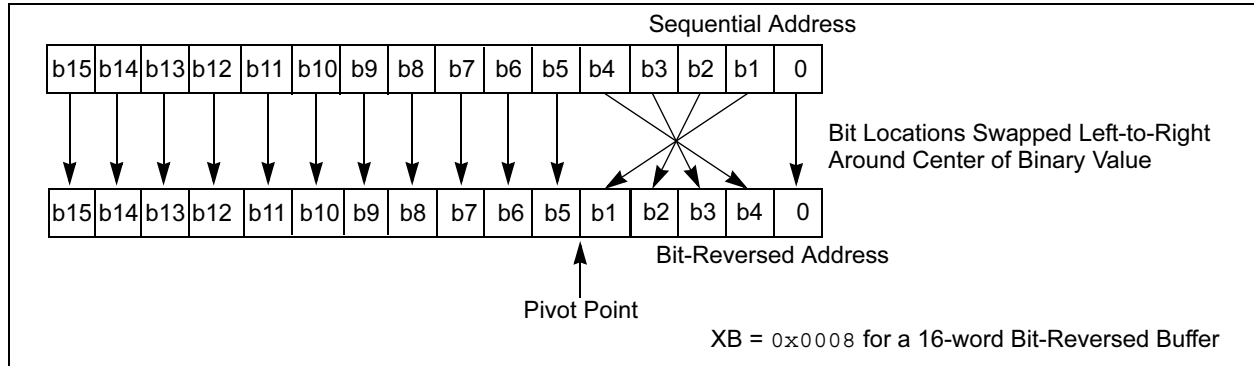 Sequential Address
b15 b14 b13 b12 b11 b10 b9 b8 b7 b6 b5 b4 b3 b2 b1 0
Bit Locations Swapped Left-to-Right
Around Center of Binary Value
b15 b14 b13 b12 b11 b10 b9 b8 b7 b6 b5 b1 b2 b3 b4 0
Bit-Reversed Address
Pivot Point
XB = 0x0008 for a 16-word Bit-Reversed Buffer